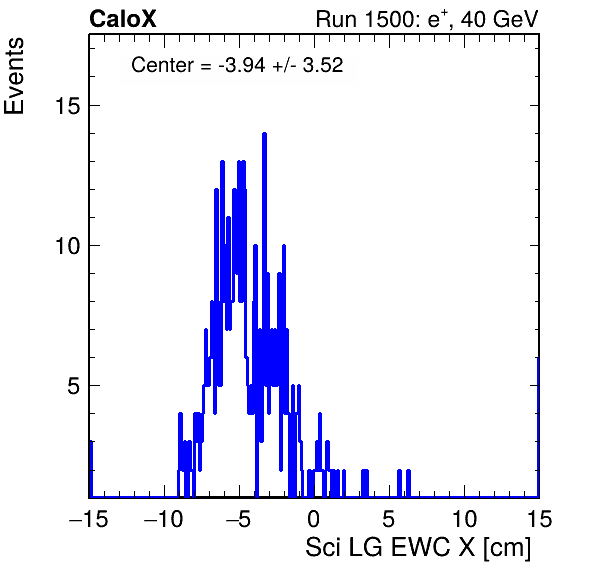 CaloX Run 1500: e⁺, 40 GeV
Center = -3.94 +/- 3.52
Events
15
10
5
−15 −10 −5 0 5 10 15
Sci LG EWC X [cm]